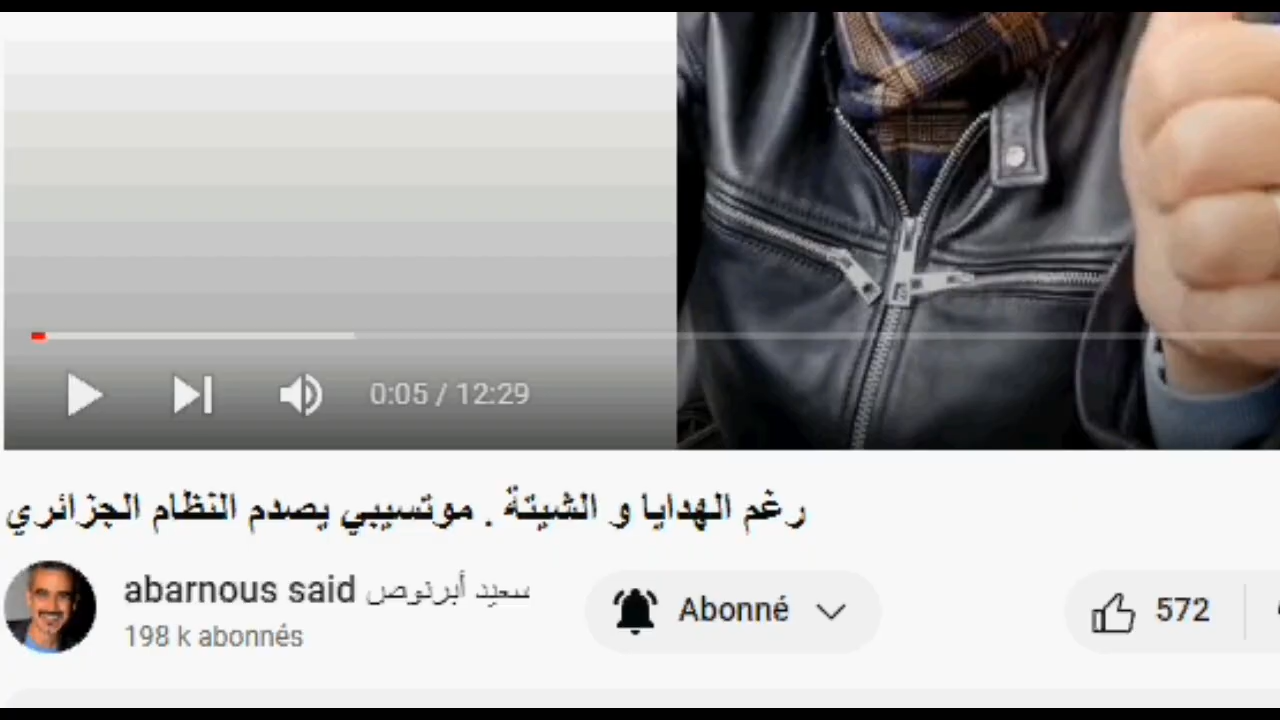 0:05 / 12:29
رغم الهدايا و الشيتة . موتسيبي يصدم النظام الجزائري
abarnous said سعيد أبرنوص
198 k abonnés
Abonné
572